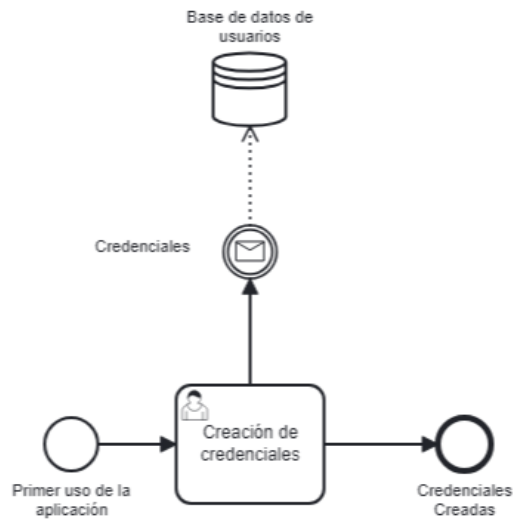 Base de datos de
usuarios
Credenciales
Creación de
credenciales
Primer uso de la
aplicación
Credenciales
Creadas